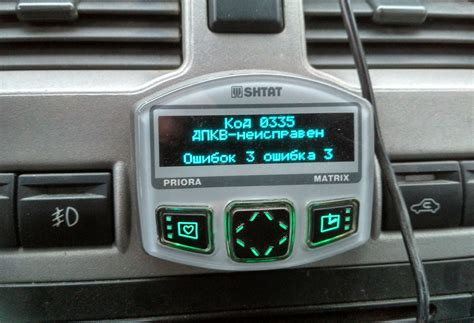 SHTAT
Код 0335
ДПКВ-неисправен
Ошибок 3 ошибка 3
PRIORA MATRIX